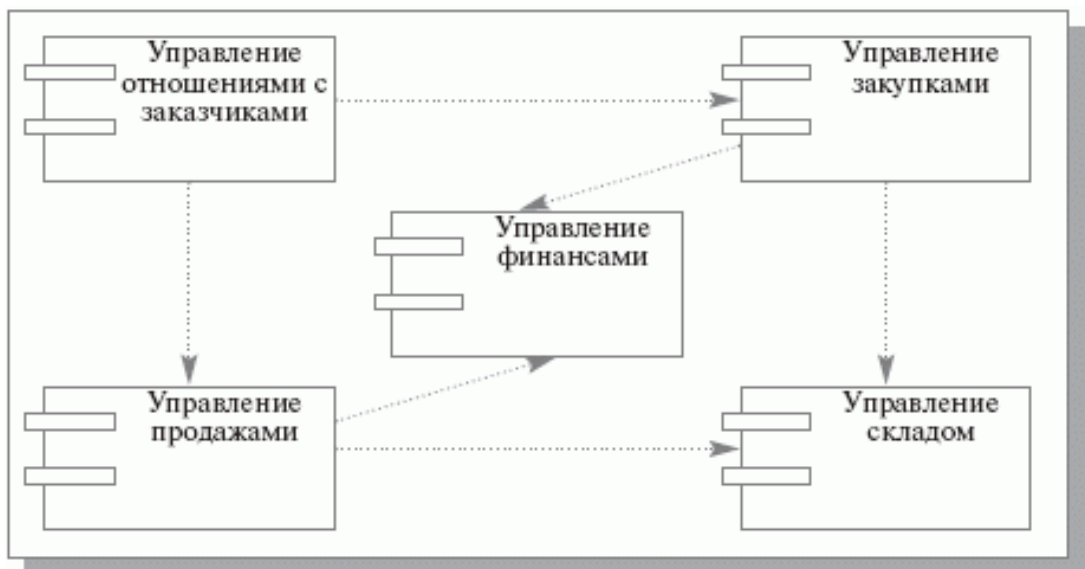 Управление
отношениями с
заказчиками
Управление
закупками
Управление
финансами
Управление
продажами
Управление
складом